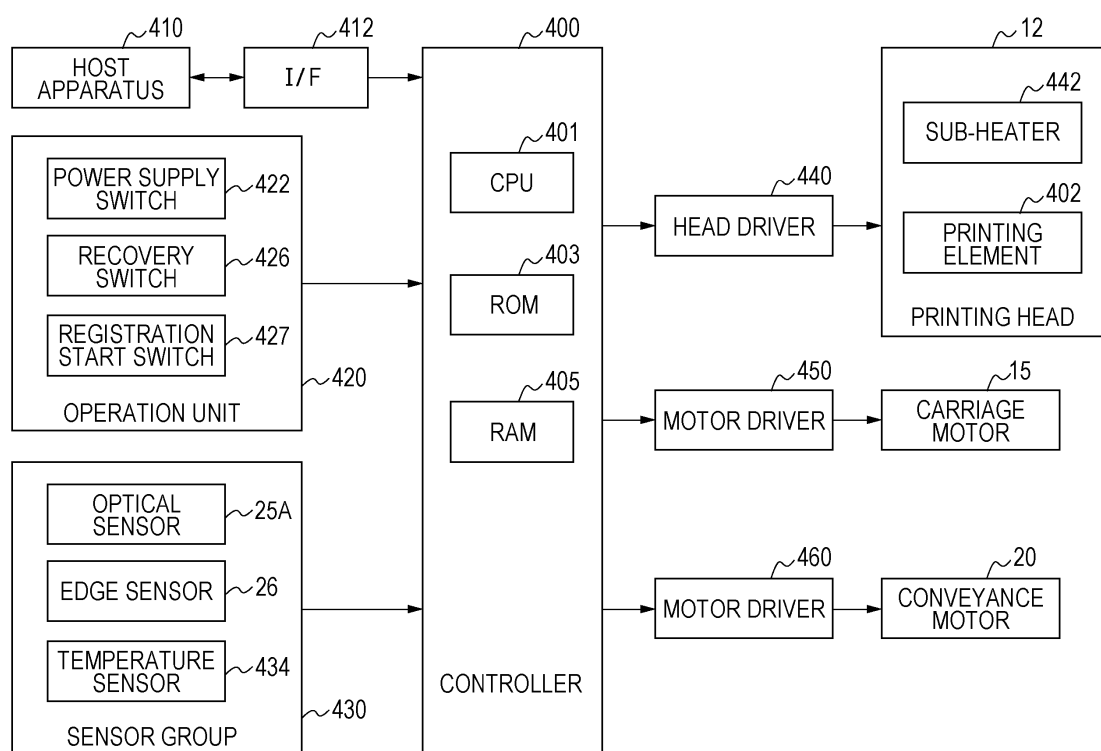 410
HOST
APPARATUS
412
I/F
POWER SUPPLY
SWITCH
422
RECOVERY
SWITCH
426
REGISTRATION
START SWITCH
427
420
OPERATION UNIT
OPTICAL
SENSOR
25A
EDGE SENSOR
26
TEMPERATURE
SENSOR
434
430
SENSOR GROUP
400
401
CPU
403
ROM
405
RAM
CONTROLLER
440
HEAD DRIVER
450
MOTOR DRIVER
460
MOTOR DRIVER
12
442
SUB-HEATER
402
PRINTING
ELEMENT
PRINTING HEAD
15
CARRIAGE
MOTOR
20
CONVEYANCE
MOTOR